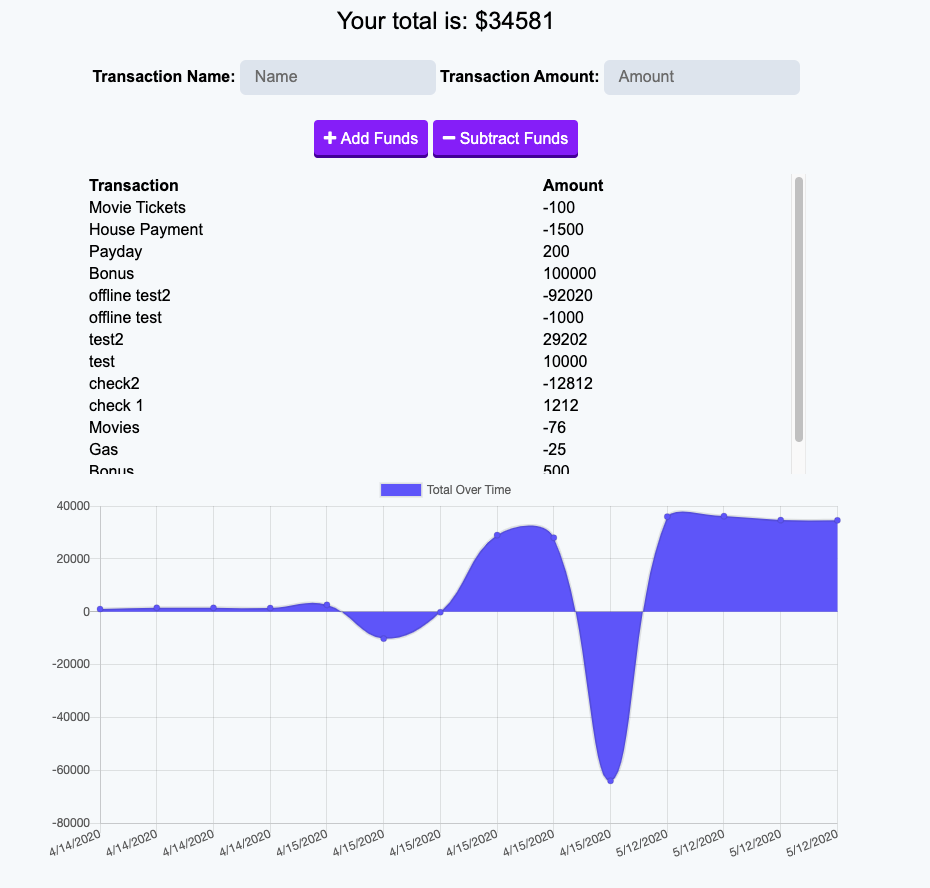 Your total is: $34581
Transaction Name: Name Transaction Amount: Amount
Add Funds Subtract Funds
Transaction Amount
Movie Tickets -100
House Payment -1500
Payday 200
Bonus 100000
offline test2 -92020
offline test -1000
test2 29202
test 10000
check2 -12812
check 1 1212
Movies -76
Gas -25
Bonus 500
Total Over Time
40000
20000
0
-20000
-40000
-60000
-80000
4/14/2020 4/14/2020 4/14/2020 4/14/2020 4/15/2020 4/15/2020 4/15/2020 4/15/2020 4/15/2020 4/15/2020 5/12/2020 5/12/2020 5/12/2020 5/12/2020